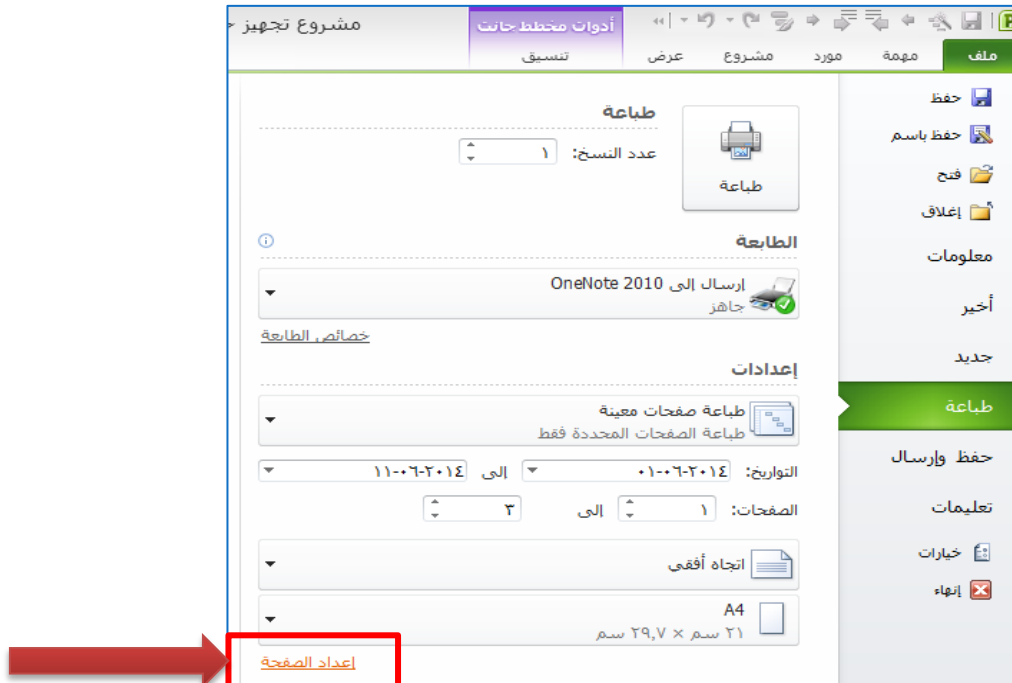 أدوات مخطط جانت
مشروع تجهيز
ملف مهمة مورد مشروع عرض تنسيق
حفظ
حفظ باسم
فتح
إغلاق
معلومات
أخير
جديد
طباعة
حفظ وإرسال
تعليمات
خيارات
إنهاء
طباعة
طباعة
عدد النسخ: ١
الطابعة
إرسال إلى OneNote 2010
جاهز
خصائص الطابعة
إعدادات
طباعة صفحات معينة
طباعة الصفحات المحددة فقط
التواريخ: ٢٠١٤-٠٦-٠١ إلى ٢٠١٤-٠٦-١١
الصفحات: ١ إلى ٣
اتجاه أفقي
A4
٢١ سم × ٢٩,٧ سم
إعداد الصفحة